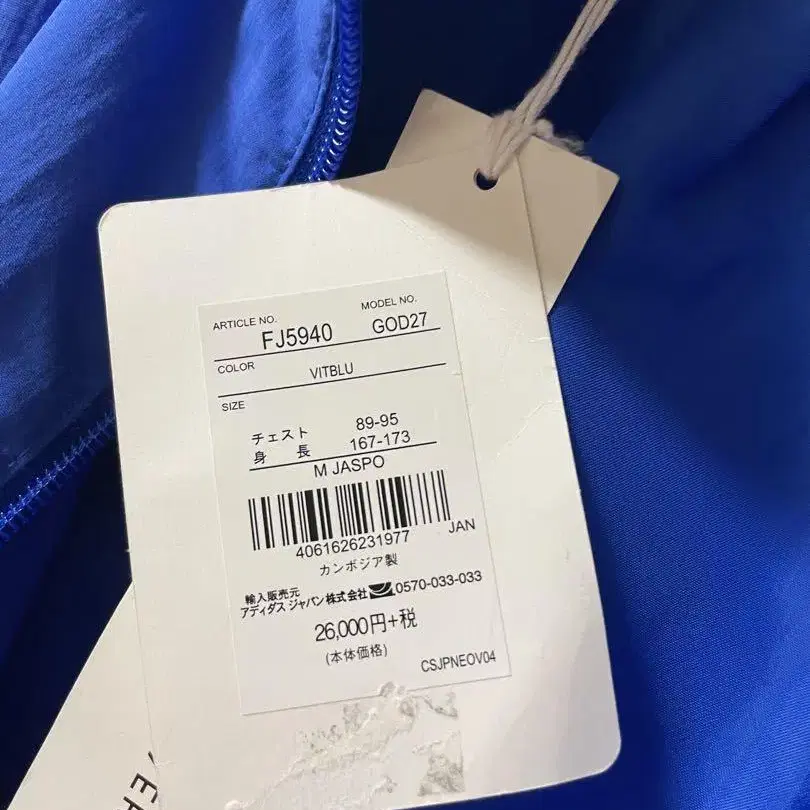 ARTICLE NO. MODEL NO.
FJ5940 GOD27
COLOR
VITBLU
SIZE
チェスト 89-95
身 長 167-173
M JASPO
4061626231977 JAN
カンボジア製
輸入販売元
アディダス ジャパン株式会社 0570-033-033
26,000円+税
(本体価格)
CSJPNEOV04